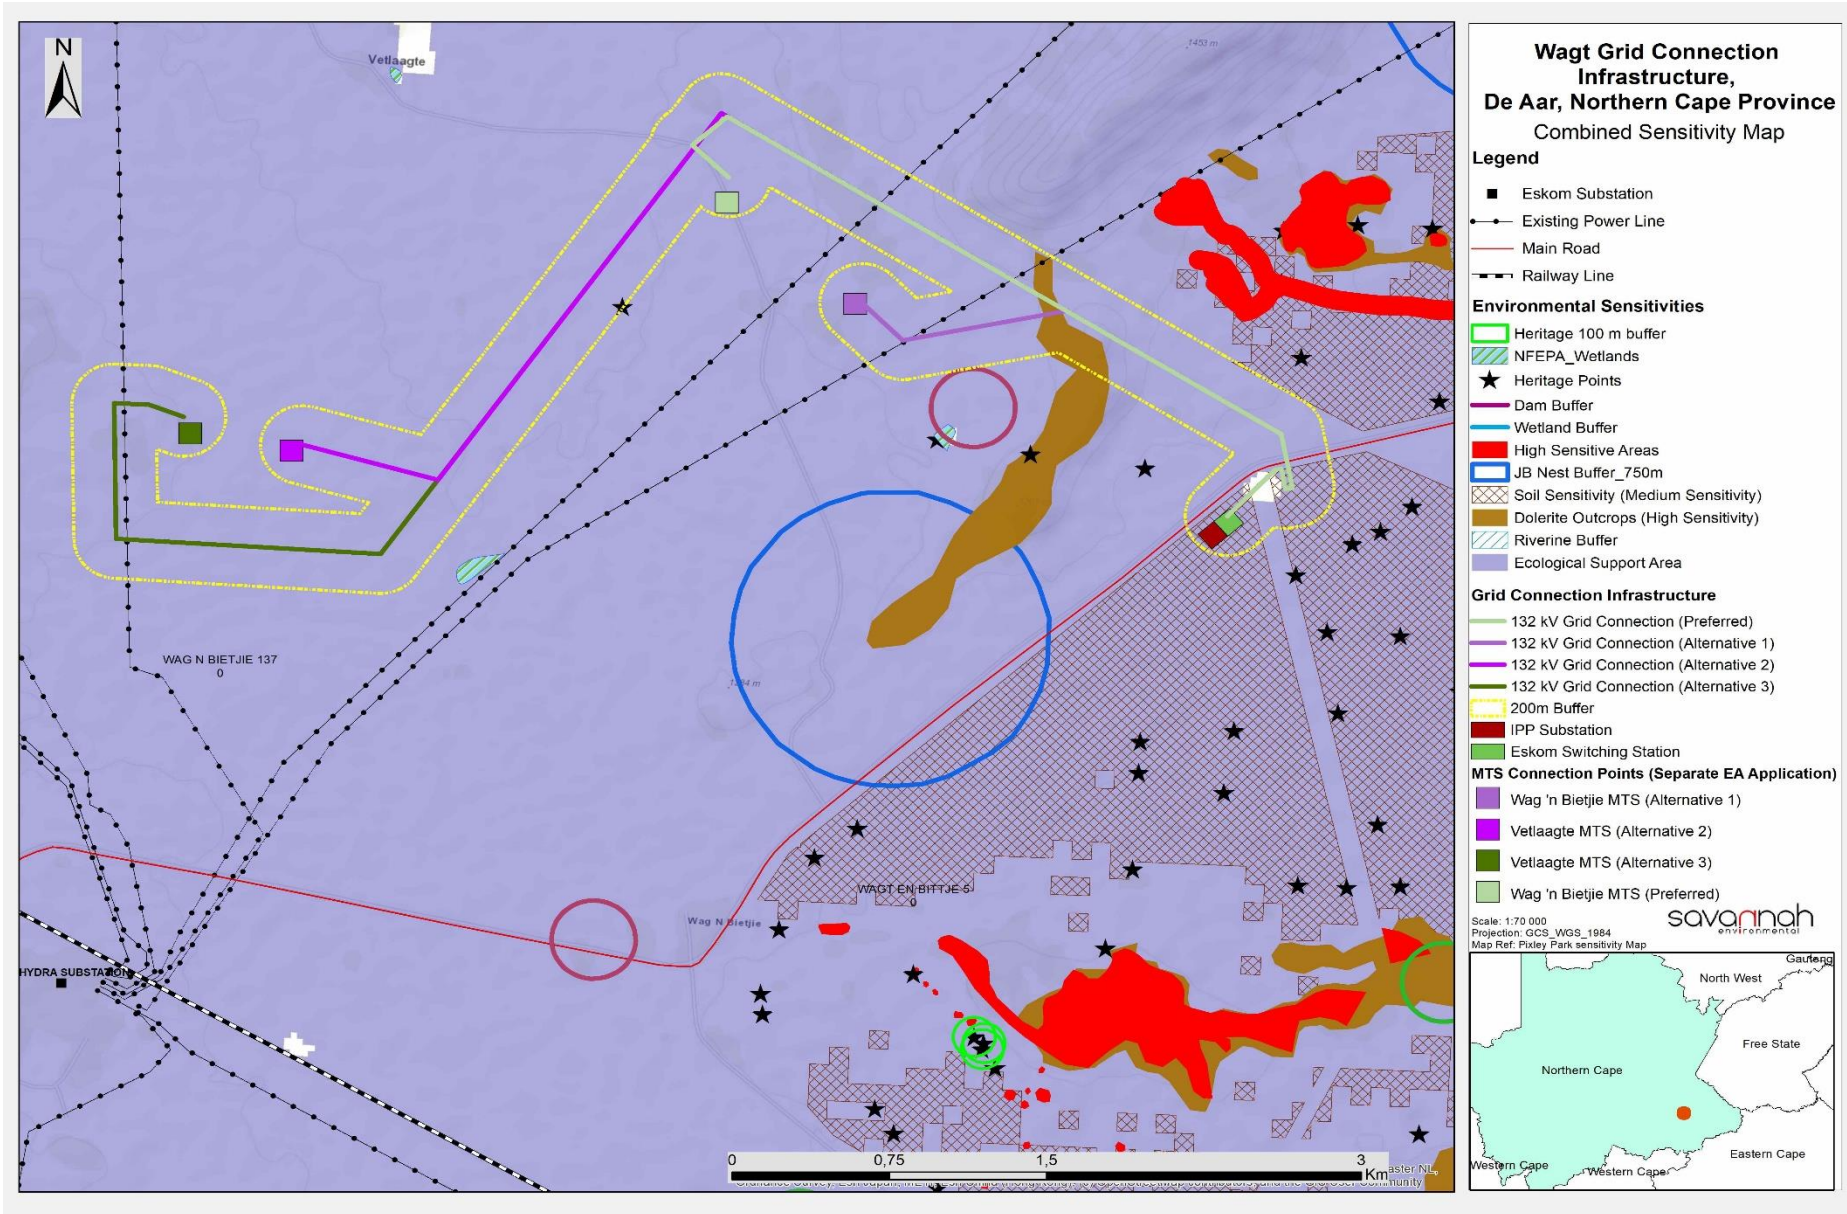 N
Vetlaagte
1453 m
WAG N BIETJIE 137
0
WAGT EN BITTJE 5
0
Wag N Bietjie
HYDRA SUBSTATION
0
0,75
1,5
3
Km
Wagt Grid Connection
Infrastructure,
De Aar, Northern Cape Province
Combined Sensitivity Map
Legend
Eskom Substation
Existing Power Line
Main Road
Railway Line
Environmental Sensitivities
Heritage 100 m buffer
NFEPA_Wetlands
Heritage Points
Dam Buffer
Wetland Buffer
High Sensitive Areas
JB Nest Buffer_750m
Soil Sensitivity (Medium Sensitivity)
Dolerite Outcrops (High Sensitivity)
Riverine Buffer
Ecological Support Area
Grid Connection Infrastructure
132 kV Grid Connection (Preferred)
132 kV Grid Connection (Alternative 1)
132 kV Grid Connection (Alternative 2)
132 kV Grid Connection (Alternative 3)
200m Buffer
IPP Substation
Eskom Switching Station
MTS Connection Points (Separate EA Application)
Wag 'n Bietjie MTS (Alternative 1)
Vetlaagte MTS (Alternative 2)
Vetlaagte MTS (Alternative 3)
Wag 'n Bietjie MTS (Preferred)
Scale: 1:70 000
Projection: GCS_WGS_1984
Map Ref: Pixley Park sensitivity Map
savannah
environmental
Gauteng
North West
Free State
Northern Cape
Eastern Cape
Western Cape
Western Cape